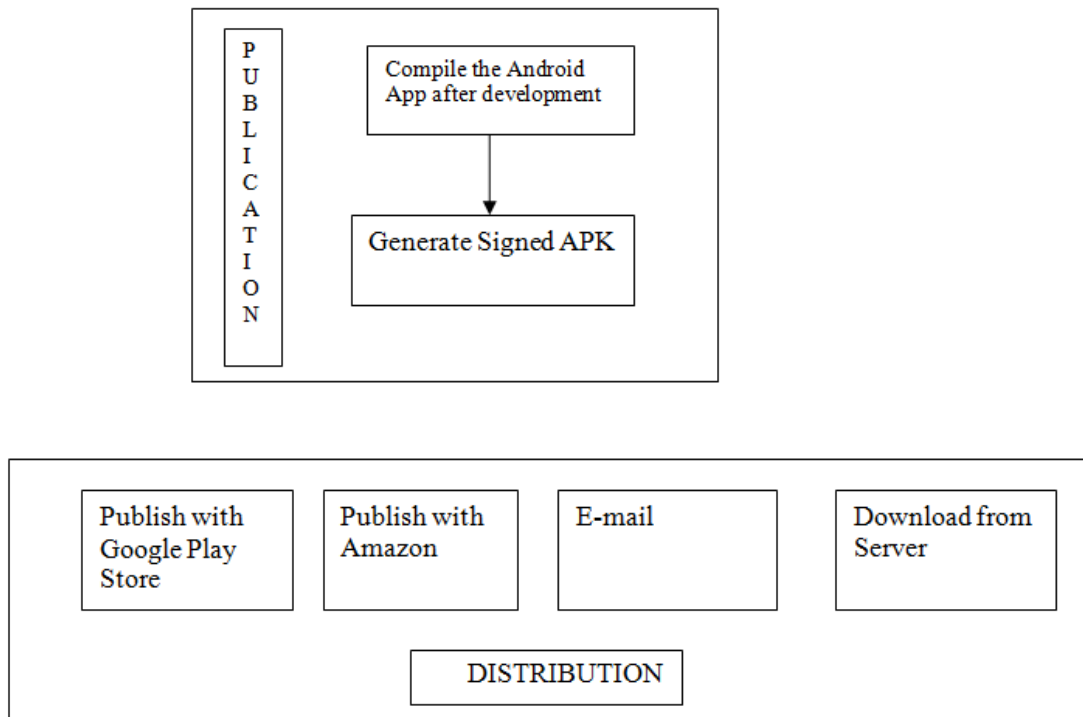 P
U
B
L
I
C
A
T
I
O
N
Compile the Android
App after development
Generate Signed APK
Publish with
Google Play
Store
Publish with
Amazon
E-mail
Download from
Server
DISTRIBUTION